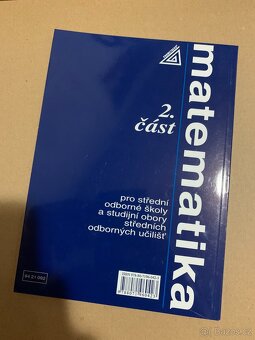 matematika
2.
část
pro střední
odborné školy
a studijní obory
středních
odborných učilišť